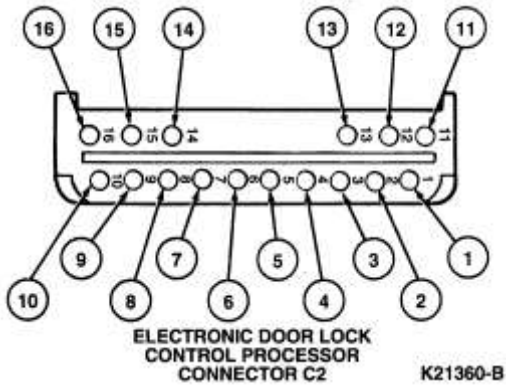 16 15 14 13 12 11
16 15 14 13 12 11
10 9 8 7 6 5 4 3 2 1
9 7 5 3 1
10 8 6 4 2
ELECTRONIC DOOR LOCK
CONTROL PROCESSOR
CONNECTOR C2
K21360-B